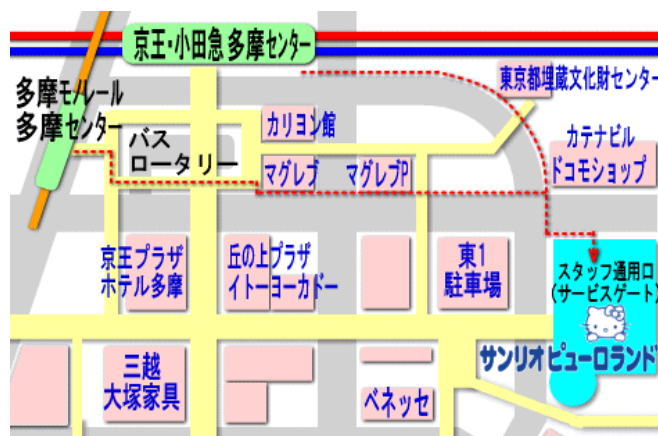 京王・小田急 多摩センター
多摩モノレール
多摩センター
バス
ロータリー
カリヨン館
東京都埋蔵文化財センター
カテナビル
ドコモショップ
マグレブ
マグレブP
京王プラザ
ホテル多摩
丘の上プラザ
イトーヨーカドー
東1
駐車場
スタッフ通用口
(サービスゲート)
サンリオピューロランド
三越
大塚家具
ベネッセ